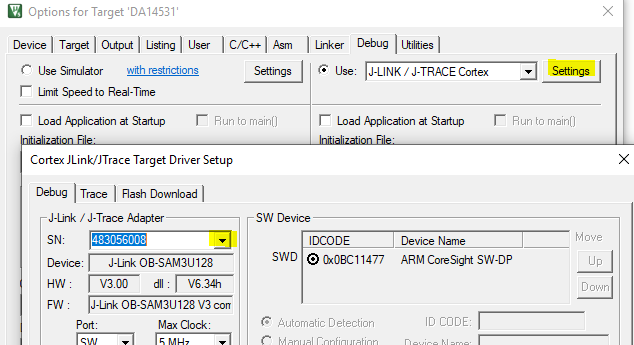 Options for Target 'DA14531'
Device Target Output Listing User C/C++ Asm Linker Debug Utilities
Use Simulator with restrictions Settings Use: J-LINK / J-TRACE Cortex Settings
Limit Speed to Real-Time
Load Application at Startup Run to main() Load Application at Startup Run to main()
Initialization File: Initialization File:
Cortex JLink/JTrace Target Driver Setup
Debug Trace Flash Download
J-Link / J-Trace Adapter SW Device
SN: 483056008 IDCODE Device Name Move
SWD 0x0BC11477 ARM CoreSight SW-DP Up
Device: J-Link OB-SAM3U128
HW : V3.00 dll : V6.34h Down
FW : J-Link OB-SAM3U128 V3 com
Port: Max Clock: Automatic Detection ID CODE:
SW 5 MHz Manual Configuration Device Name: